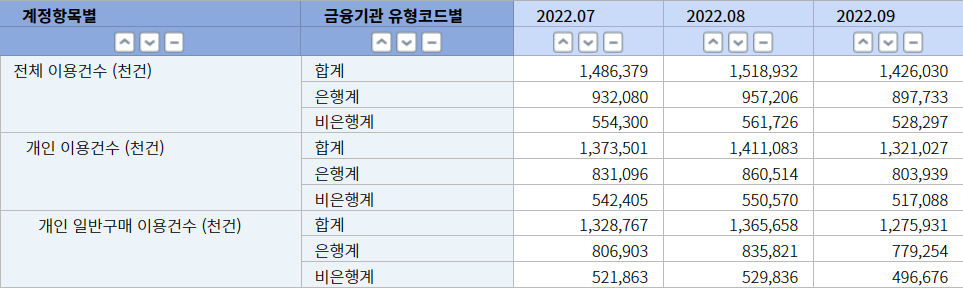 계정항목별 금융기관 유형코드별 2022.07 2022.08 2022.09
전체 이용건수 (천건) 합계 1,486,379 1,518,932 1,426,030
은행계 932,080 957,206 897,733
비은행계 554,300 561,726 528,297
개인 이용건수 (천건) 합계 1,373,501 1,411,083 1,321,027
은행계 831,096 860,514 803,939
비은행계 542,405 550,570 517,088
개인 일반구매 이용건수 (천건) 합계 1,328,767 1,365,658 1,275,931
은행계 806,903 835,821 779,254
비은행계 521,863 529,836 496,676